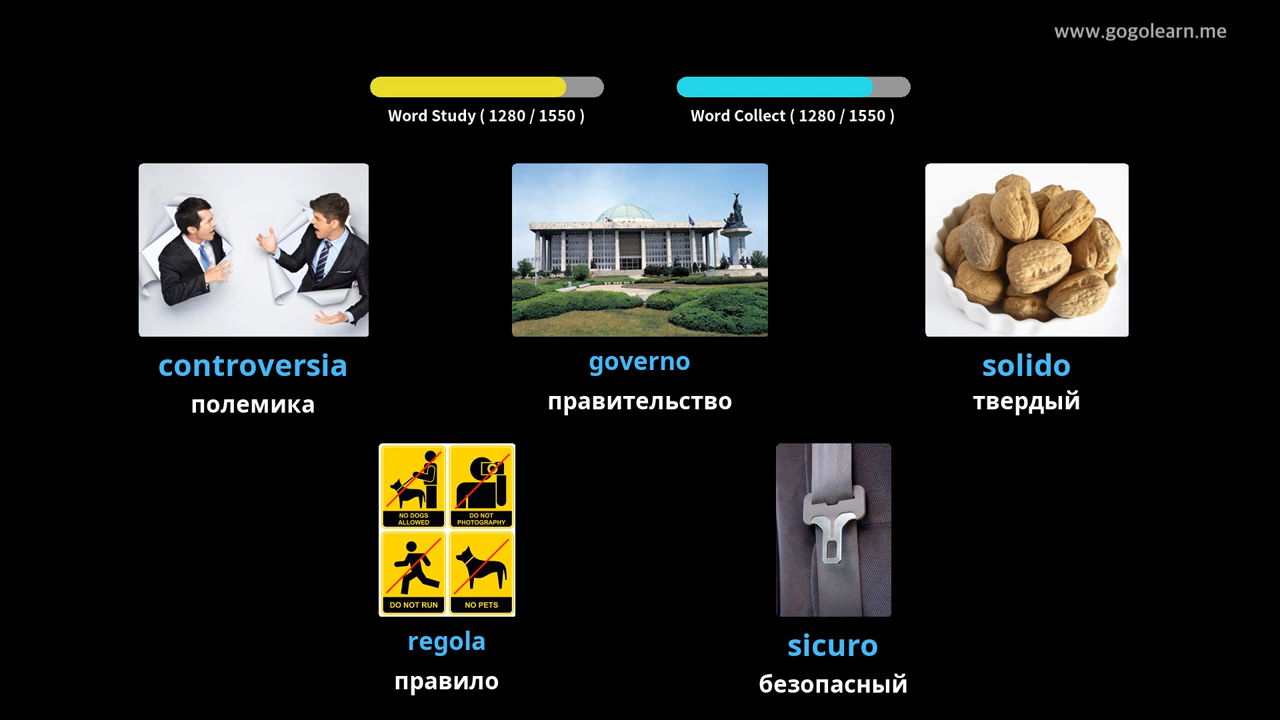 www.gogolearn.me
Word Study ( 1280 / 1550 )
Word Collect ( 1280 / 1550 )
controversia
полемика
governo
правительство
solido
твердый
NO DOGS
ALLOWED
DO NOT
PHOTOGRAPHY
DO NOT RUN
NO PETS
regola
правило
sicuro
безопасный